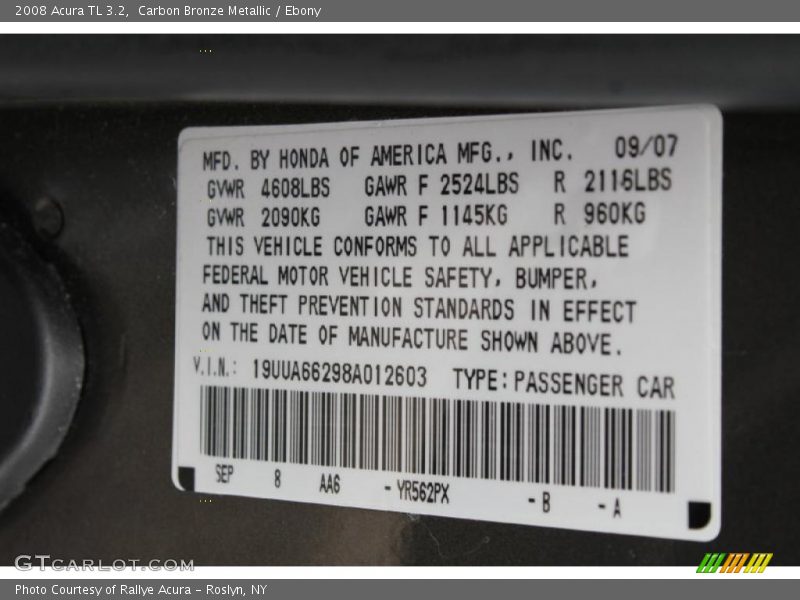 2008 Acura TL 3.2,  Carbon Bronze Metallic / Ebony
MFD. BY HONDA OF AMERICA MFG., INC. 09/07
GVWR 4608LBS GAWR F 2524LBS R 2116LBS
GVWR 2090KG GAWR F 1145KG R 960KG
THIS VEHICLE CONFORMS TO ALL APPLICABLE
FEDERAL MOTOR VEHICLE SAFETY, BUMPER,
AND THEFT PREVENTION STANDARDS IN EFFECT
ON THE DATE OF MANUFACTURE SHOWN ABOVE.
V.I.N.: 19UUA66298A012603 TYPE:PASSENGER CAR
SEP 8 AA6 - YR562PX - B - A
GTCARLOT.COM
Photo Courtesy of Rallye Acura – Roslyn, NY